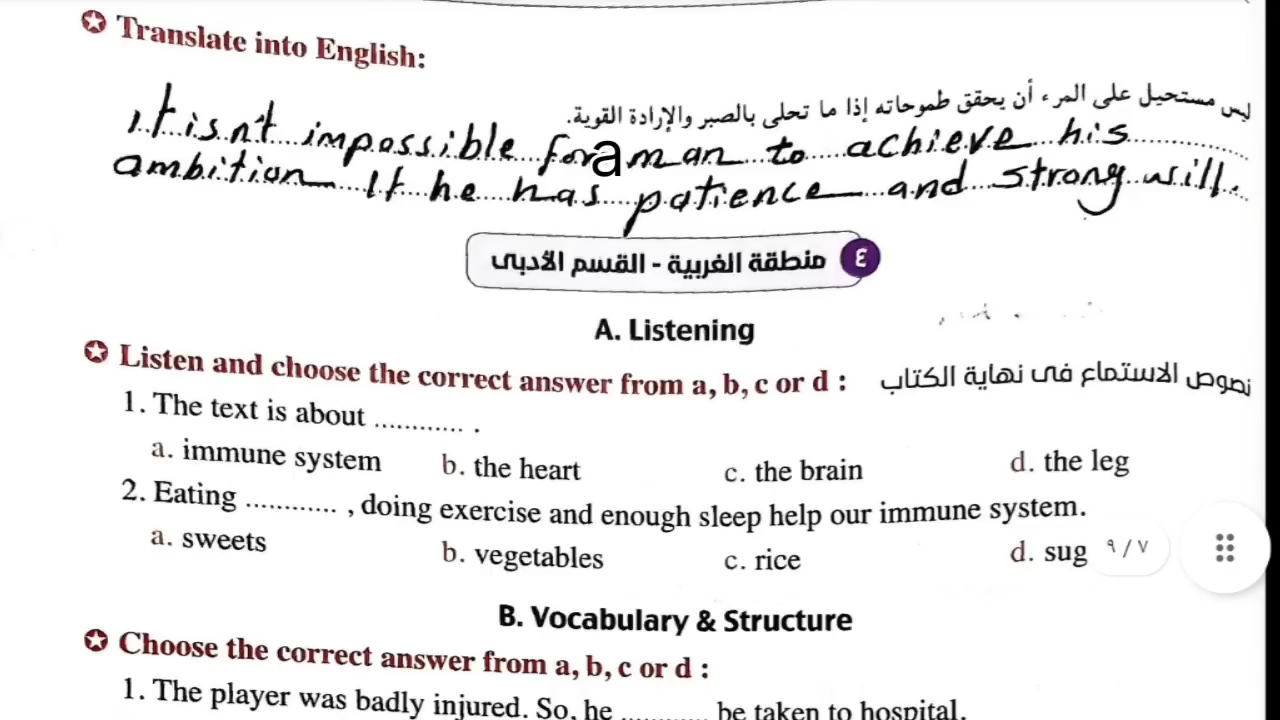 Translate into English:
ليس مستحيل على المرء أن يحقق طموحاته إذا ما تحلى بالصبر والإرادة القوية.
It isn't impossible for a man to achieve his
ambition If he has patience and strong will.
٤ منطقة الغربية - القسم الأدبى
A. Listening
Listen and choose the correct answer from a, b, c or d : نصوص الاستماع فى نهاية الكتاب
1. The text is about ............ .
a. immune system b. the heart c. the brain d. the leg
2. Eating ............ , doing exercise and enough sleep help our immune system.
a. sweets b. vegetables c. rice d. sug
٩ / ٧
B. Vocabulary & Structure
Choose the correct answer from a, b, c or d :
1. The player was badly injured. So, he ............ be taken to hospital.